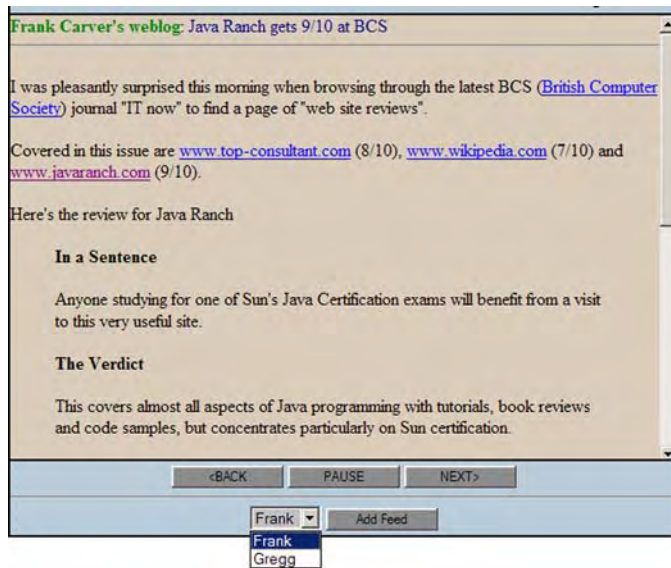 Frank Carver's weblog: Java Ranch gets 9/10 at BCS
I was pleasantly surprised this morning when browsing through the latest BCS (British Computer
Society) journal "IT now" to find a page of "web site reviews".
Covered in this issue are www.top-consultant.com (8/10), www.wikipedia.com (7/10) and
www.javaranch.com (9/10).
Here's the review for Java Ranch
In a Sentence
Anyone studying for one of Sun's Java Certification exams will benefit from a visit
to this very useful site.
The Verdict
This covers almost all aspects of Java programming with tutorials, book reviews
and code samples, but concentrates particularly on Sun certification.
<BACK PAUSE NEXT>
Frank Add Feed
Frank
Gregg